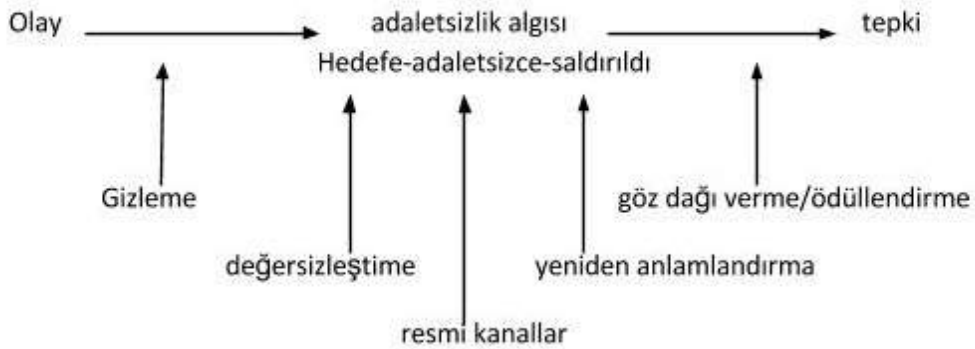 Olay adaletsizlik algısı tepki
Hedefe-adaletsizce-saldırıldı
Gizleme göz dağı verme/ödüllendirme
değersizleştime yeniden anlamlandırma
resmi kanallar